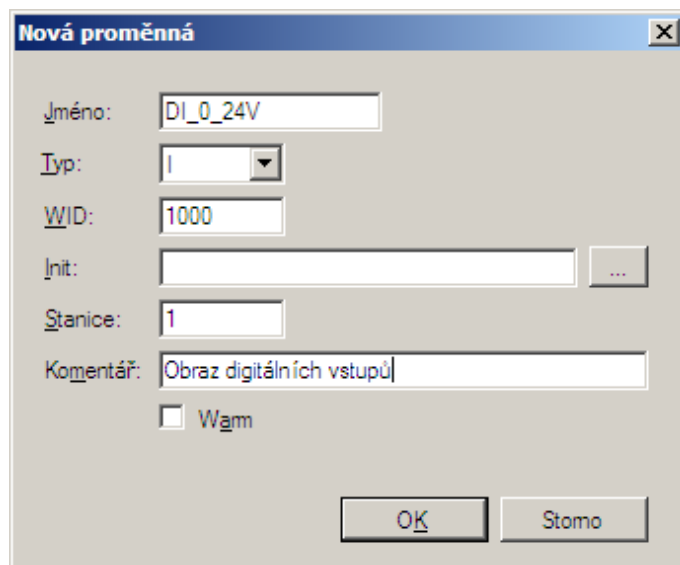 Nová proměnná
Jméno: DI_0_24V
Typ: I
WID: 1000
Init: ...
Stanice: 1
Komentář: Obraz digitálních vstupů
Warm
OK Storno